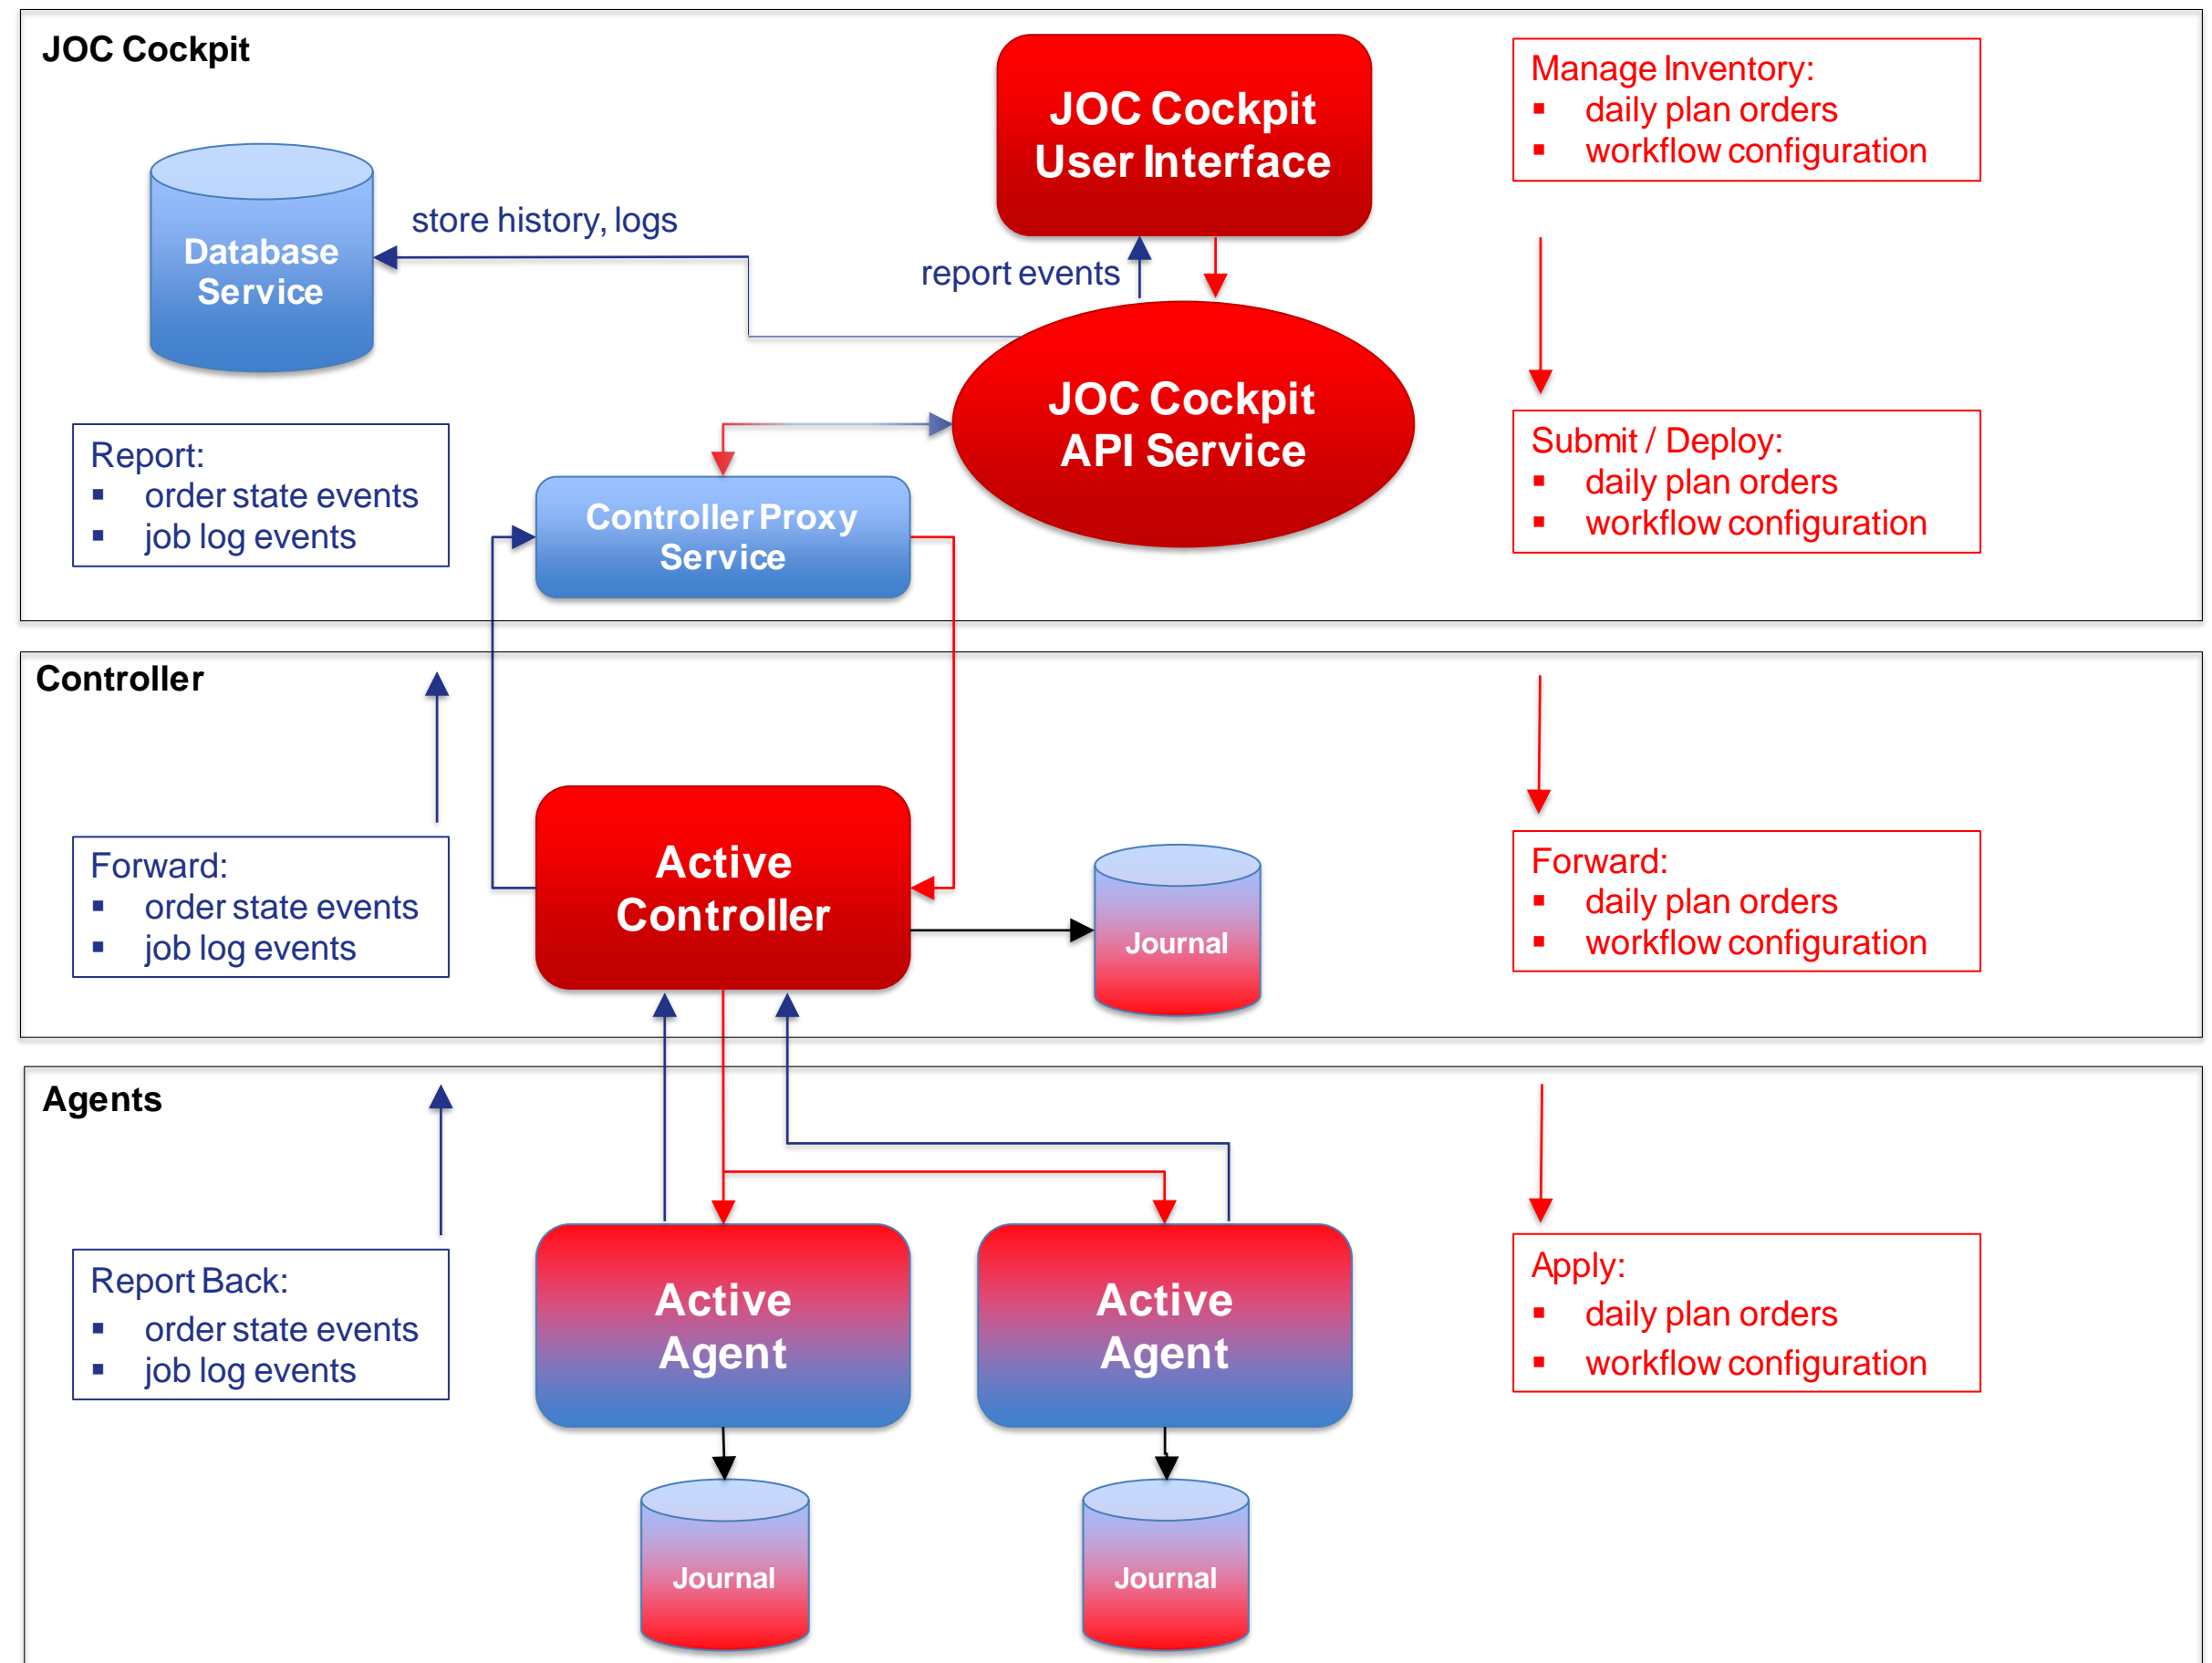 JOC Cockpit
JOC Cockpit
User Interface
Manage Inventory:
▪ daily plan orders
▪ workflow configuration
Database
Service
store history, logs
report events
JOC Cockpit
API Service
Report:
▪ order state events
▪ job log events
Controller Proxy
Service
Submit / Deploy:
▪ daily plan orders
▪ workflow configuration
Controller
Forward:
▪ order state events
▪ job log events
Active
Controller
Journal
Forward:
▪ daily plan orders
▪ workflow configuration
Agents
Report Back:
▪ order state events
▪ job log events
Active
Agent
Active
Agent
Apply:
▪ daily plan orders
▪ workflow configuration
Journal
Journal